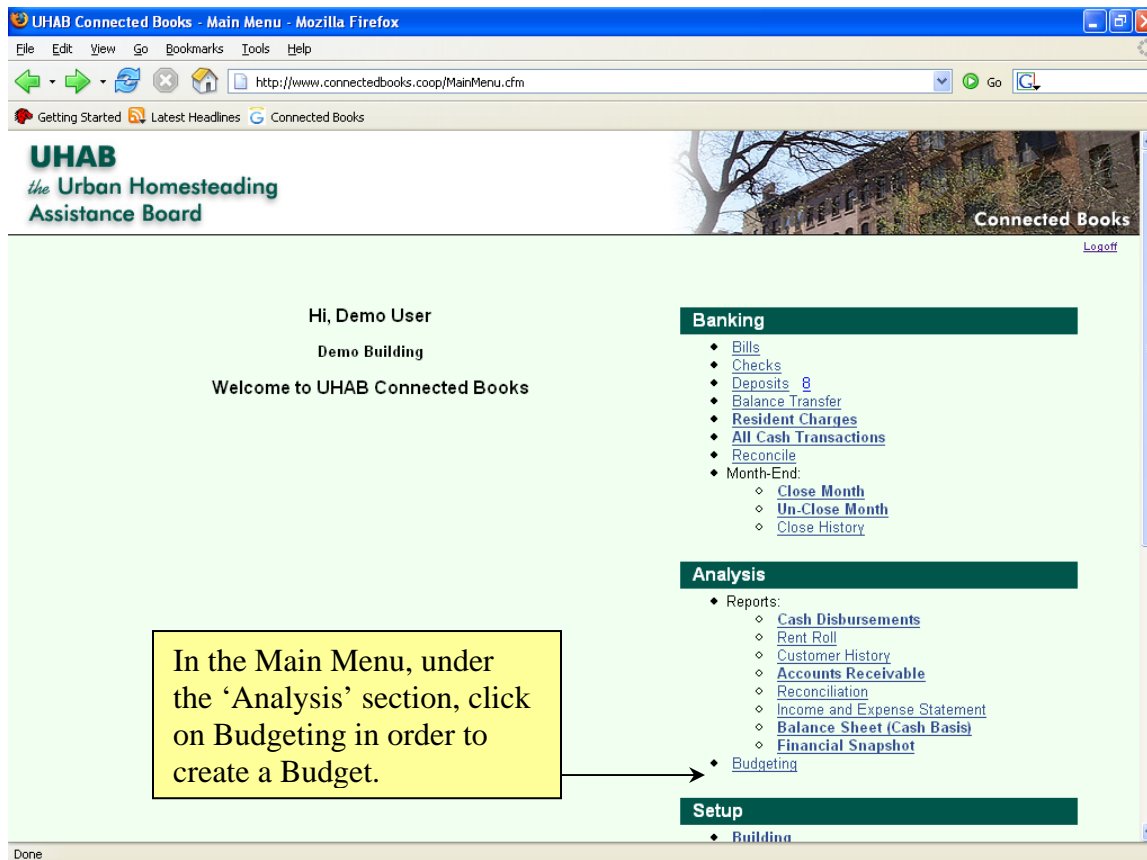 UHAB Connected Books - Main Menu - Mozilla Firefox
File Edit View Go Bookmarks Tools Help
http://www.connectedbooks.coop/MainMenu.cfm Go
Getting Started Latest Headlines Connected Books
UHAB
the Urban Homesteading
Assistance Board
Connected Books
Logoff
Hi, Demo User
Demo Building
Welcome to UHAB Connected Books
Banking
Bills
Checks
Deposits 8
Balance Transfer
Resident Charges
All Cash Transactions
Reconcile
Month-End:
Close Month
Un-Close Month
Close History
Analysis
Reports:
Cash Disbursements
Rent Roll
Customer History
Accounts Receivable
Reconciliation
Income and Expense Statement
Balance Sheet (Cash Basis)
Financial Snapshot
Budgeting
In the Main Menu, under
the ‘Analysis’ section, click
on Budgeting in order to
create a Budget.
Setup
Building
Done